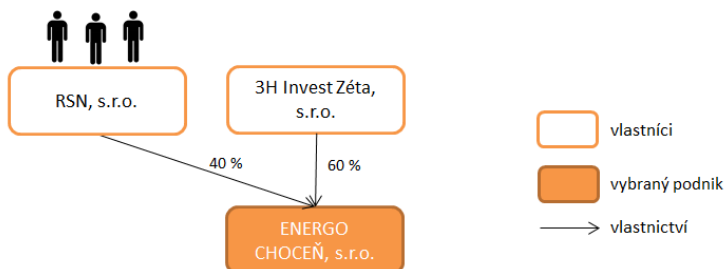 RSN, s.r.o.
3H Invest Zéta,
s.r.o.
40 %
60 %
ENERGO
CHOCEŇ, s.r.o.
vlastníci
vybraný podnik
vlastnictví